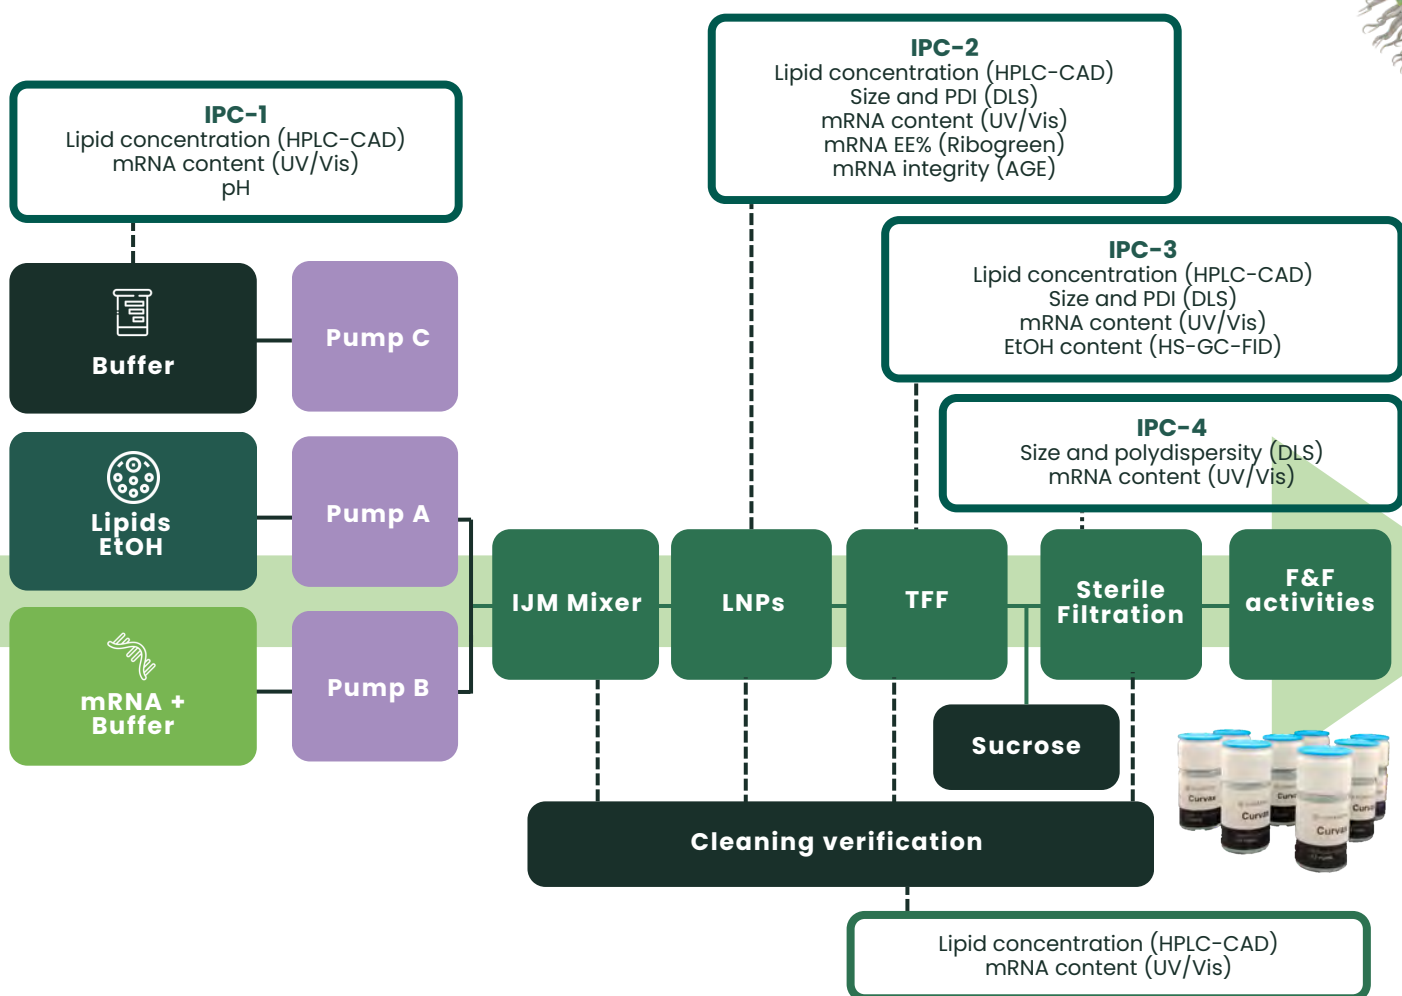 IPC-1
Lipid concentration (HPLC-CAD)
mRNA content (UV/Vis)
pH
IPC-2
Lipid concentration (HPLC-CAD)
Size and PDI (DLS)
mRNA content (UV/Vis)
mRNA EE% (Ribogreen)
mRNA integrity (AGE)
IPC-3
Lipid concentration (HPLC-CAD)
Size and PDI (DLS)
mRNA content (UV/Vis)
EtOH content (HS-GC-FID)
IPC-4
Size and polydispersity (DLS)
mRNA content (UV/Vis)
Buffer
Pump C
Lipids
EtOH
Pump A
mRNA +
Buffer
Pump B
IJM Mixer
LNPs
TFF
Sterile
Filtration
F&F
activities
Sucrose
Cleaning verification
Lipid concentration (HPLC-CAD)
mRNA content (UV/Vis)
Curvax